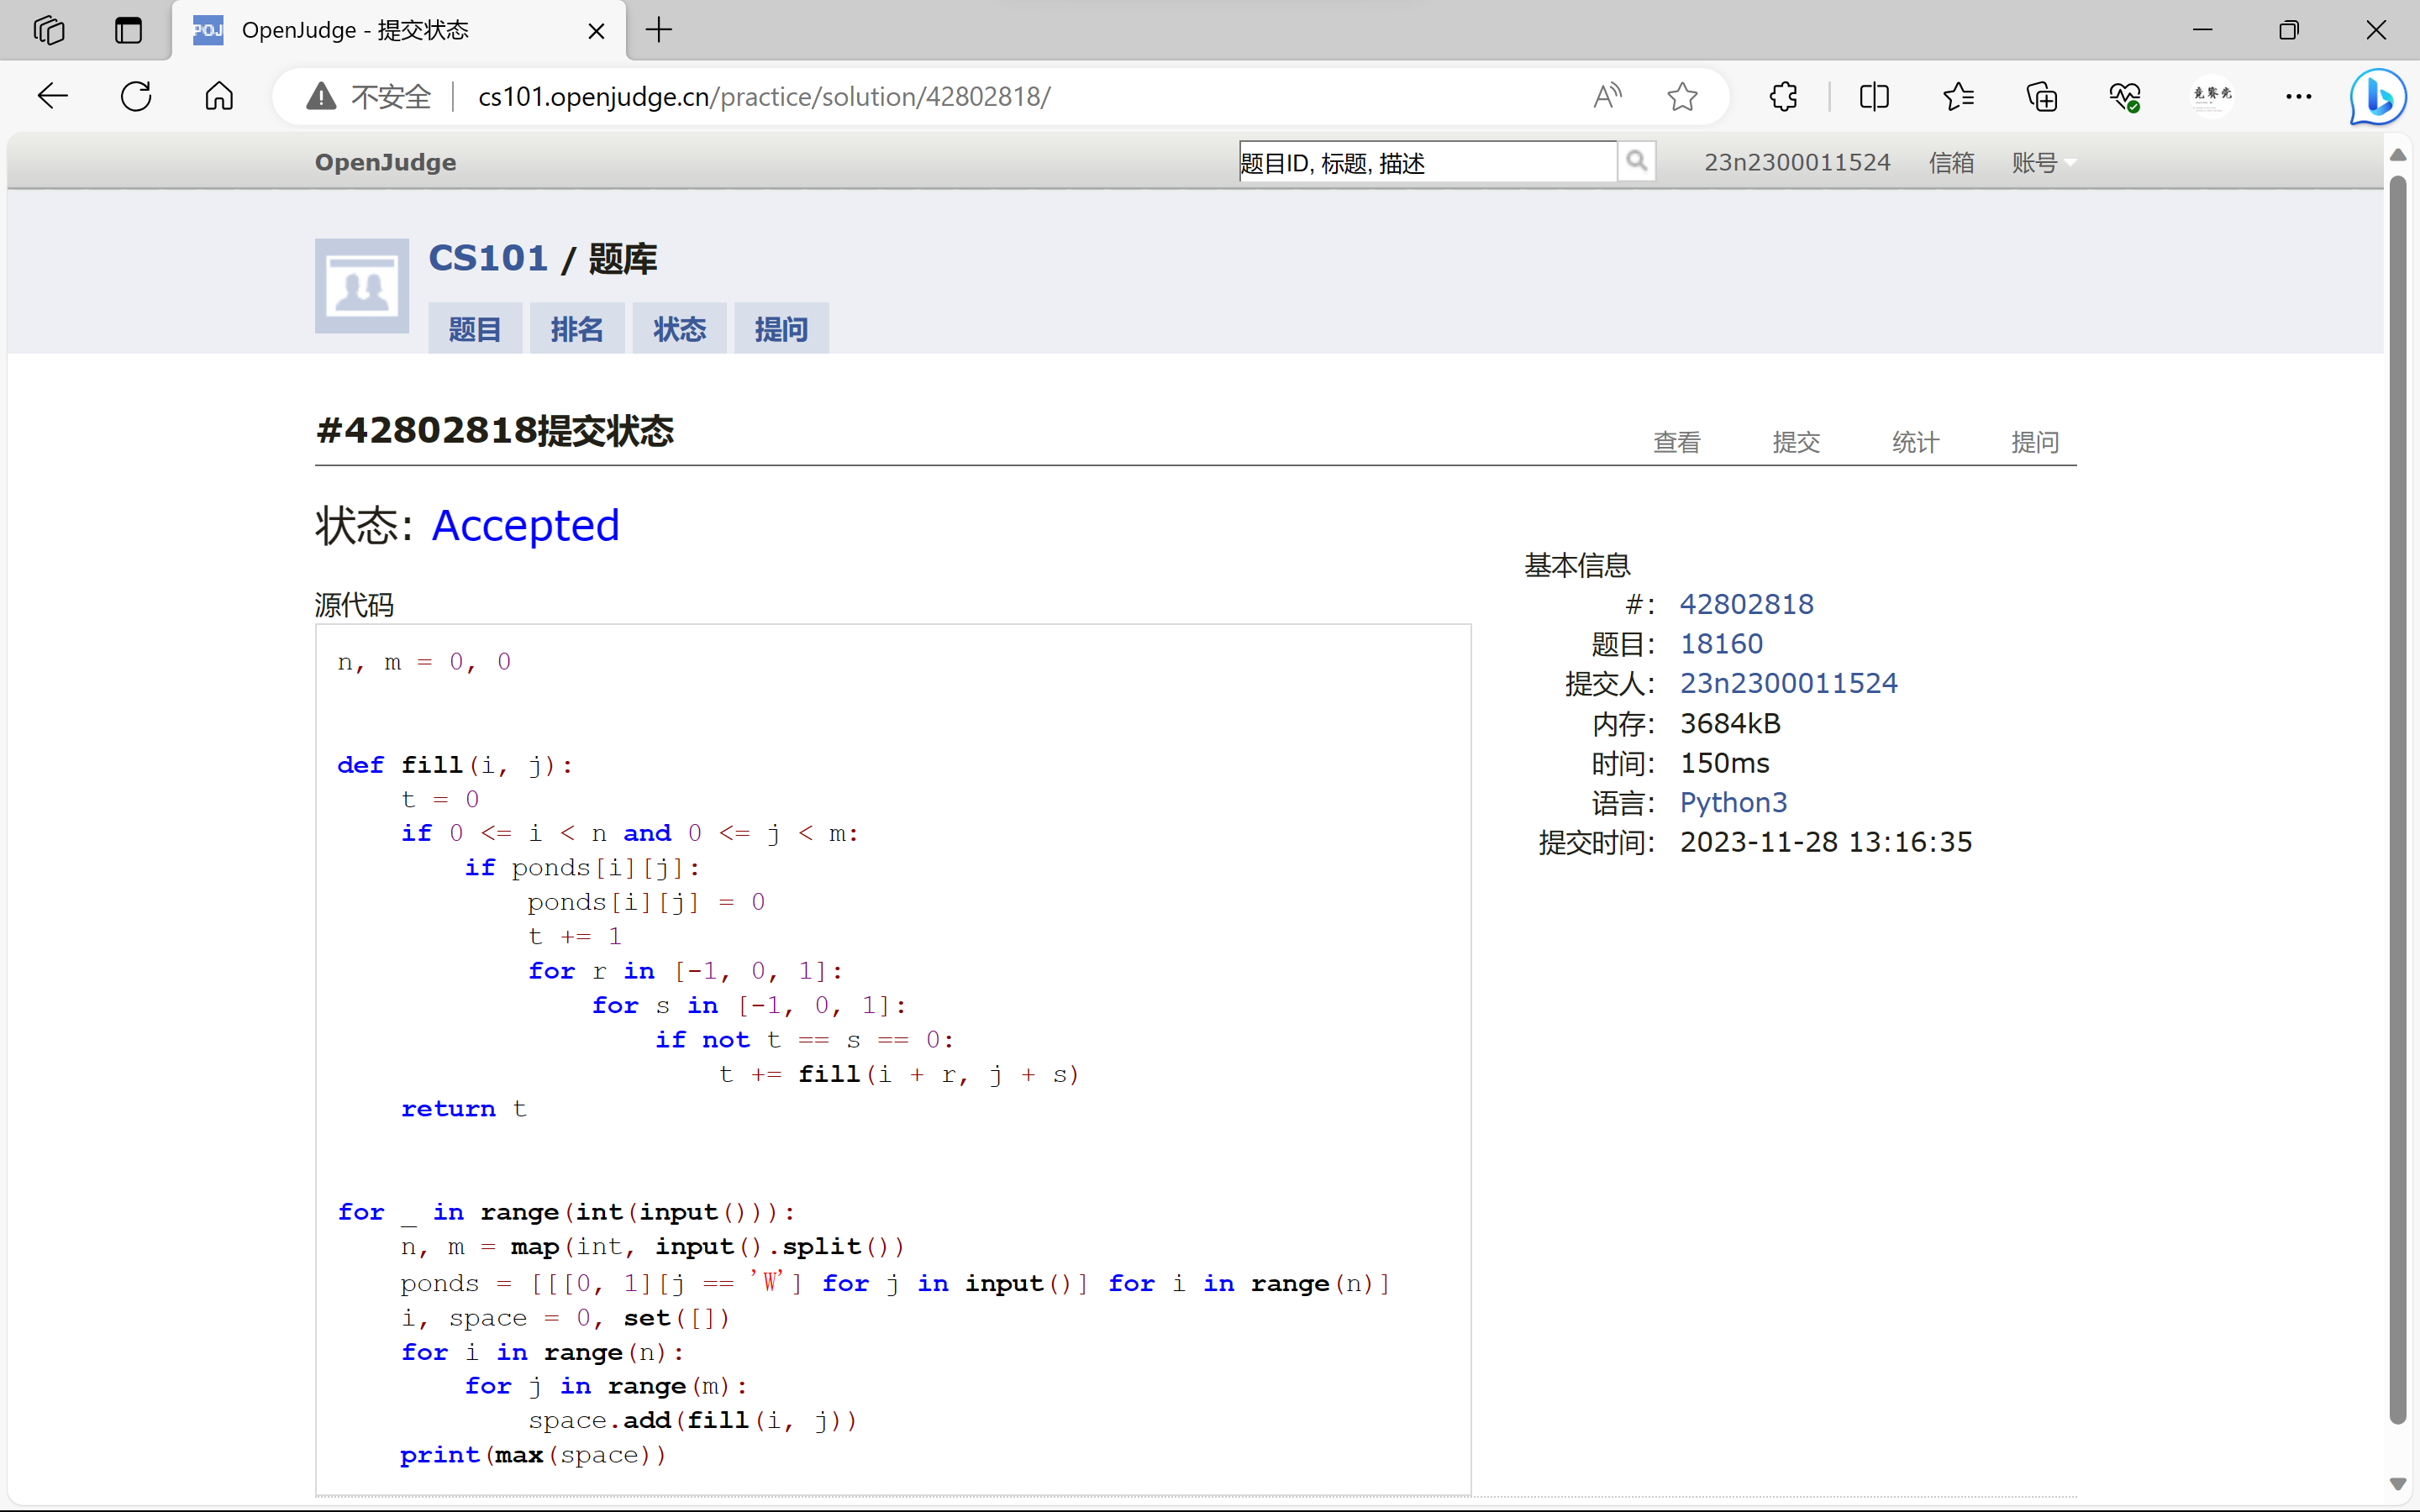 OpenJudge - 提交状态
不安全 cs101.openjudge.cn/practice/solution/42802818/
OpenJudge 题目ID, 标题, 描述 23n2300011524 信箱 账号
CS101 / 题库
题目 排名 状态 提问
#42802818提交状态 查看 提交 统计 提问
状态: Accepted
源代码
n, m = 0, 0
def fill(i, j):
    t = 0
    if 0 <= i < n and 0 <= j < m:
        if ponds[i][j]:
            ponds[i][j] = 0
            t += 1
            for r in [-1, 0, 1]:
                for s in [-1, 0, 1]:
                    if not t == s == 0:
                        t += fill(i + r, j + s)
    return t
for _ in range(int(input())):
    n, m = map(int, input().split())
    ponds = [[[0, 1][j == 'W'] for j in input()] for i in range(n)]
    i, space = 0, set([])
    for i in range(n):
        for j in range(m):
            space.add(fill(i, j))
    print(max(space))
基本信息
#: 42802818
题目: 18160
提交人: 23n2300011524
内存: 3684kB
时间: 150ms
语言: Python3
提交时间: 2023-11-28 13:16:35